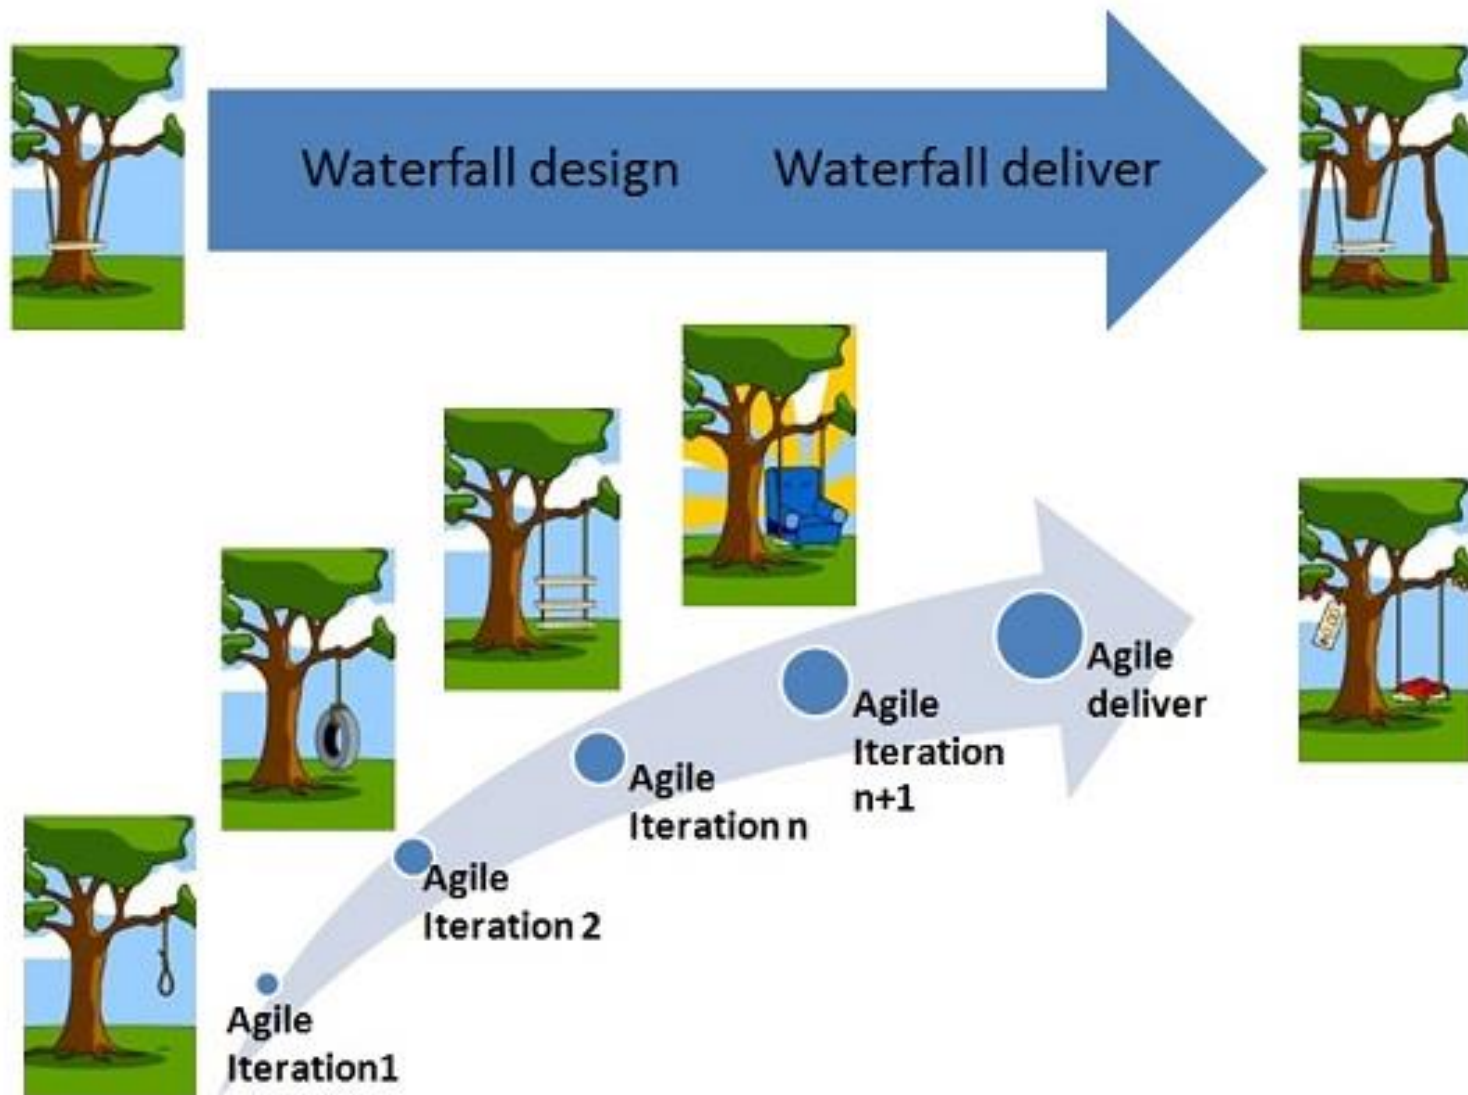 Waterfall design Waterfall deliver
Agile
deliver
Agile
Iteration
n+1
Agile
Iteration n
Agile
Iteration 2
Agile
Iteration1